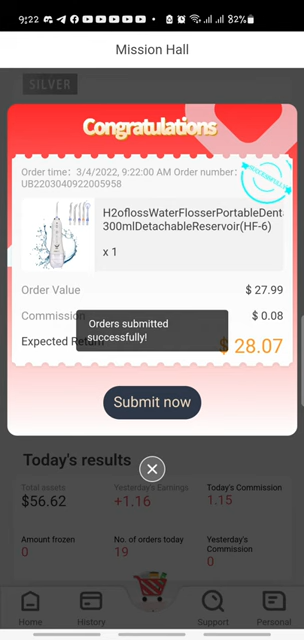 9:22
82%
Mission Hall
SILVER
Congratulations
Order time: 3/4/2022, 9:22:00 AM Order number:
UB2203040922005958
H2oflossWaterFlosserPortableDent
300mlDetachableReservoir(HF-6)
x 1
Order Value
$ 27.99
Commission
$ 0.08
Orders submitted
successfully!
Expected Return
$ 28.07
Submit now
Today's results
Total assets
$56.62
Yesterday's Earnings
+1.16
Today's Commission
1.15
Amount frozen
0
No. of orders today
19
Yesterday's
Commission
0
Home
History
Support
Personal